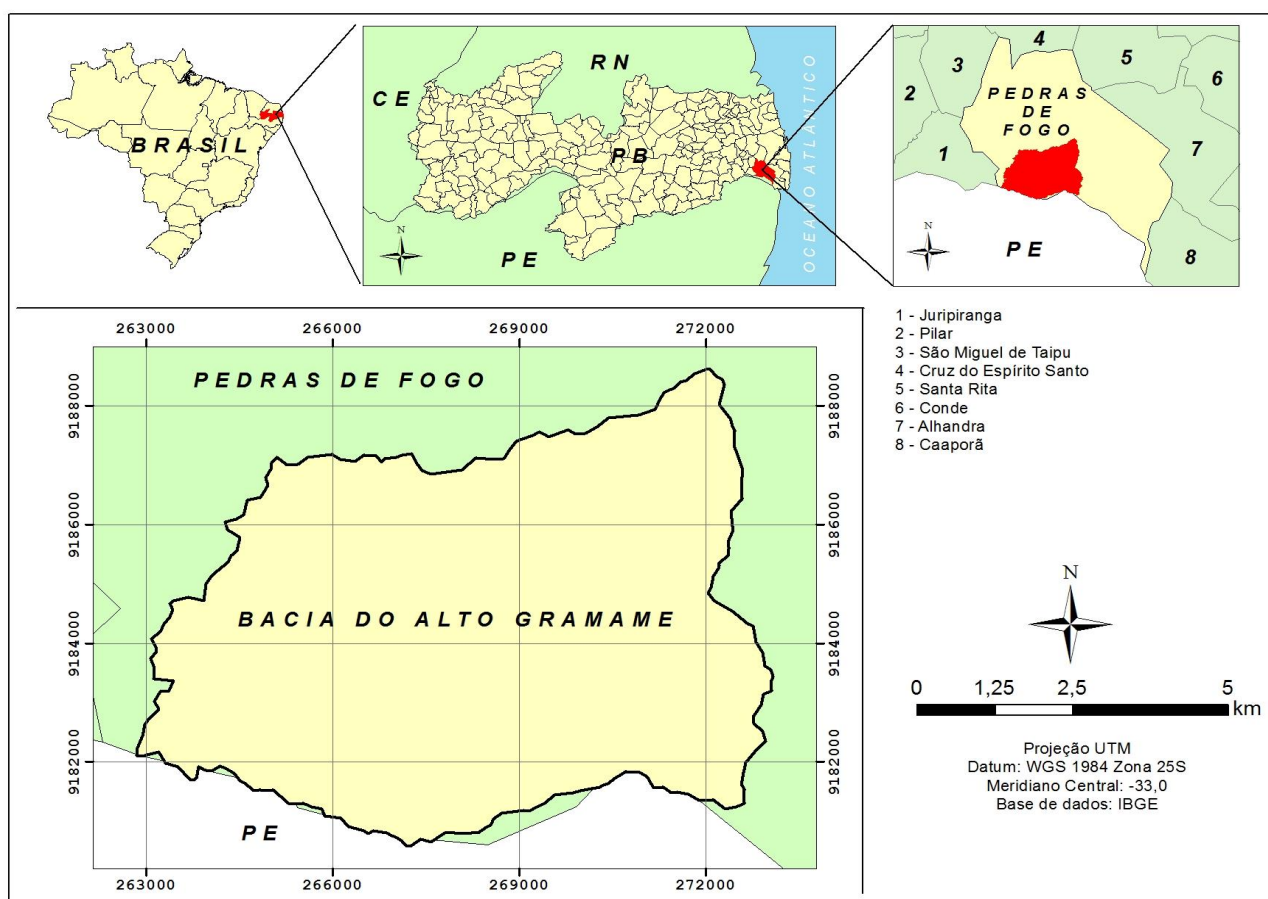 BRASIL
CE
RN
PB
PE
OCEANO ATLÂNTICO
N
1
2
3
4
5
6
7
8
PEDRAS
DE
FOGO
PE
N
1 - Juripiranga
2 - Pilar
3 - São Miguel de Taipu
4 - Cruz do Espírito Santo
5 - Santa Rita
6 - Conde
7 - Alhandra
8 - Caaporã
263000 266000 269000 272000
PEDRAS DE FOGO
9188000 9188000
9186000 9186000
BACIA DO ALTO GRAMAME
9184000 9184000
9182000 9182000
PE
263000 266000 269000 272000
N
0 1,25 2,5 5
km
Projeção UTM
Datum: WGS 1984 Zona 25S
Meridiano Central: -33,0
Base de dados: IBGE